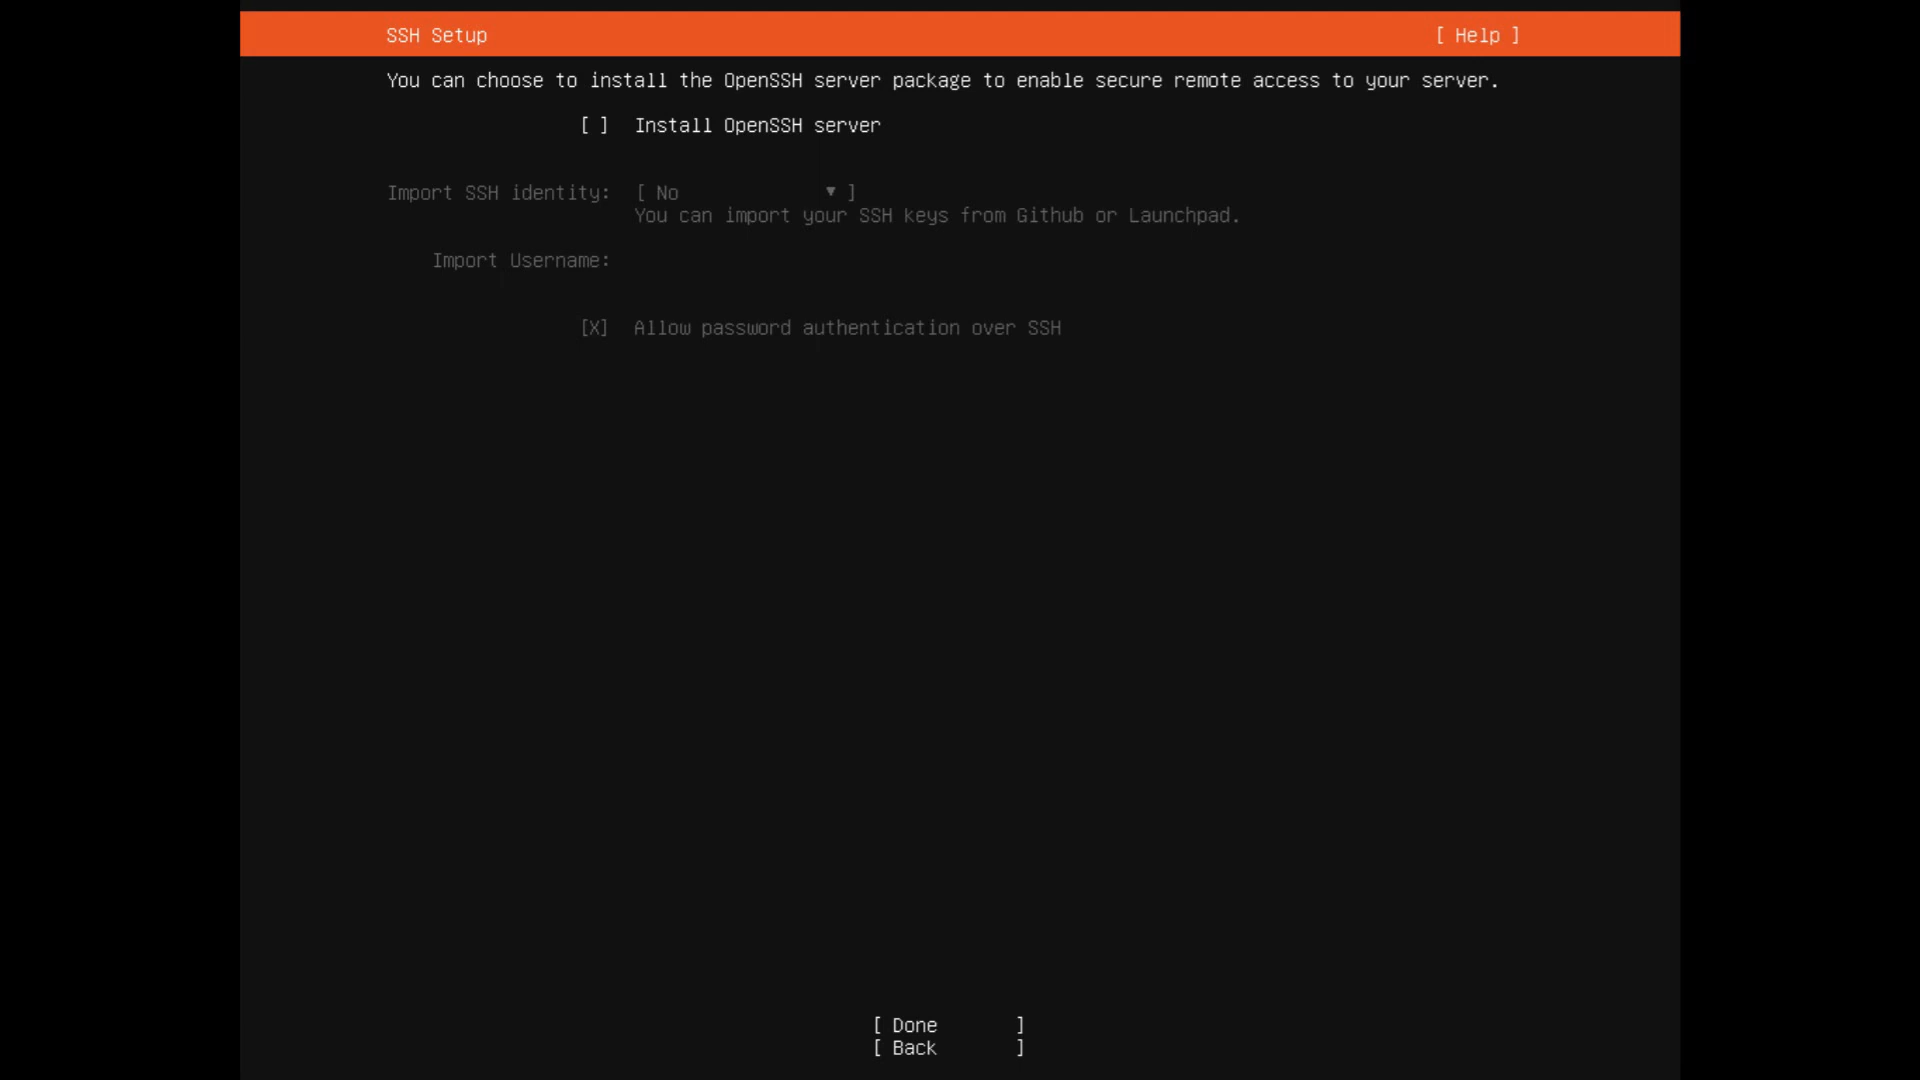 SSH Setup [ Help ]
You can choose to install the OpenSSH server package to enable secure remote access to your server.
[ ] Install OpenSSH server
Import SSH identity: [ No ▾ ]
You can import your SSH keys from Github or Launchpad.
Import Username:
[X] Allow password authentication over SSH
[ Done ]
[ Back ]